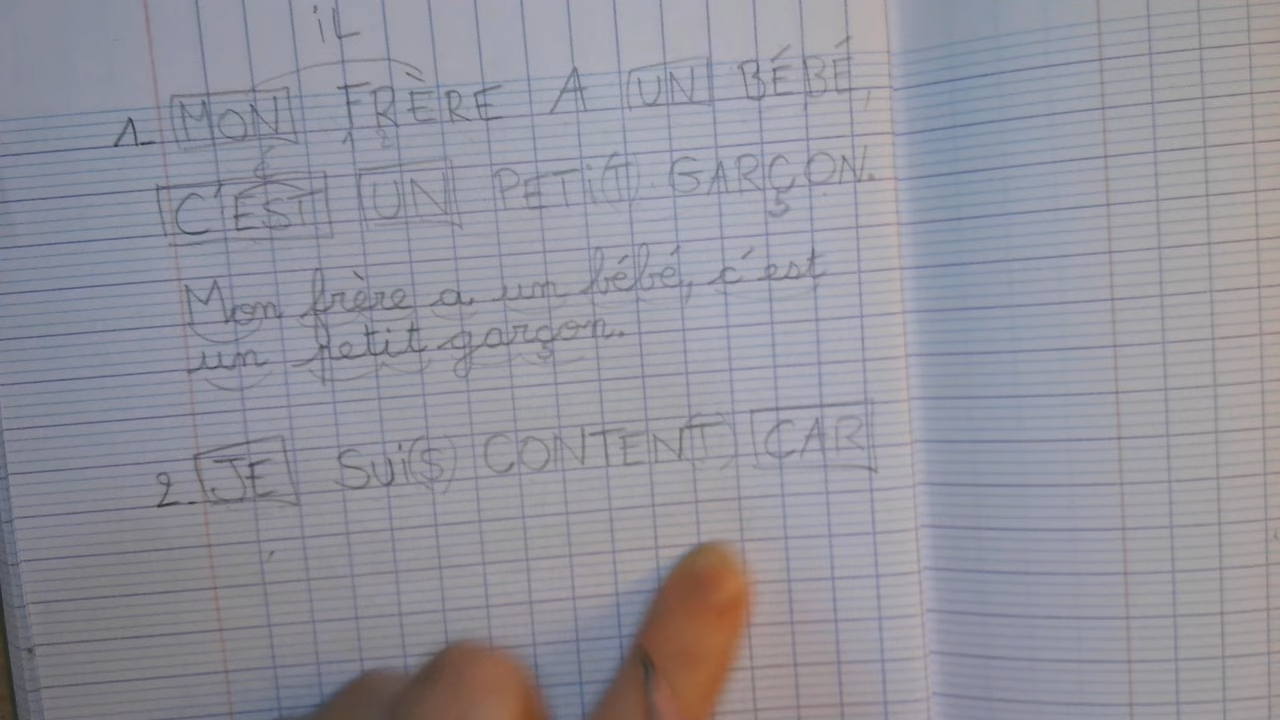 iL
1. MON FRÈRE A UN BÉBÉ,
C'EST UN PETi(T) GARÇON.
Mon frère a un bébé, c'est
un petit garçon.
2. JE Sui(S) CONTENT CAR